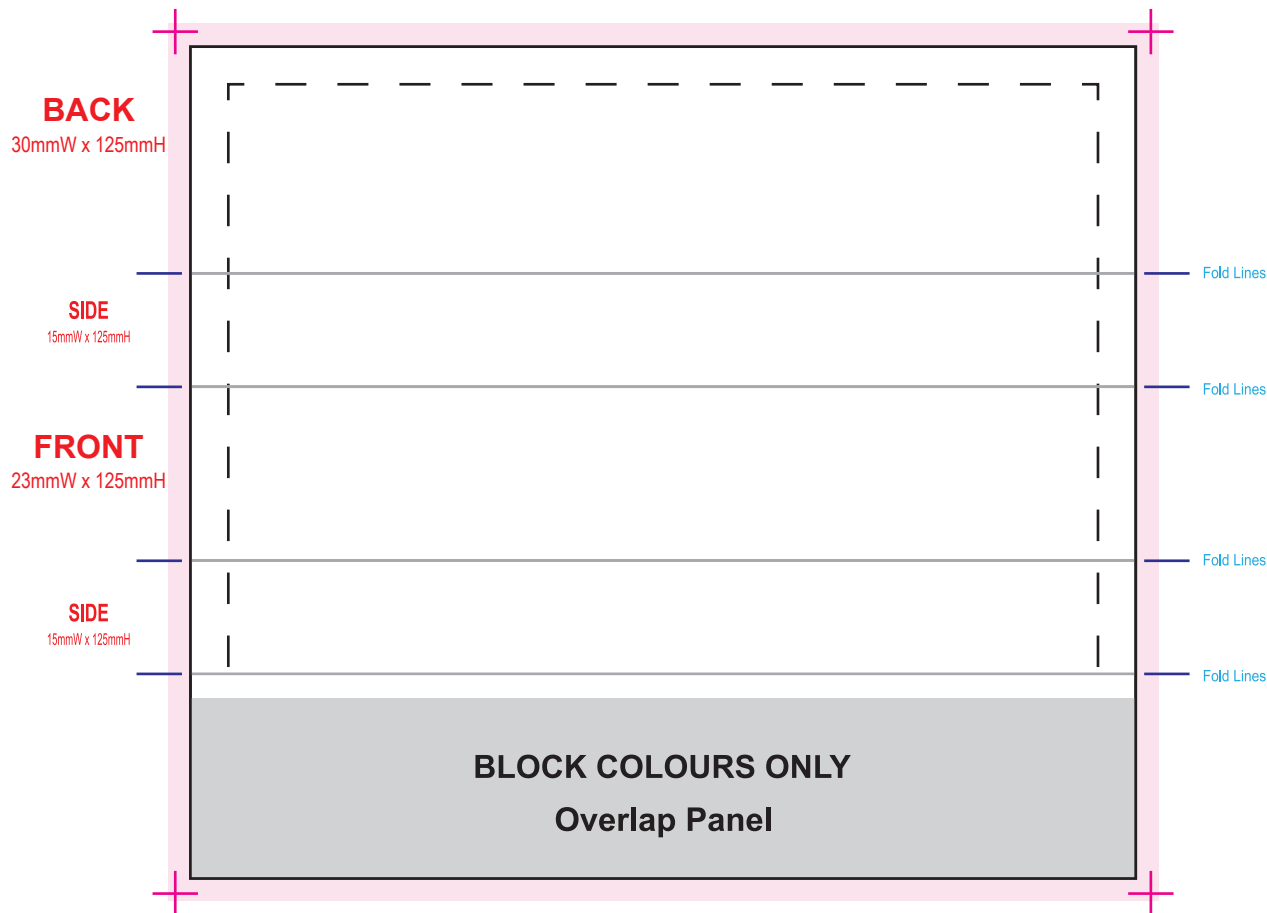 BACK
30mmW x 125mmH
Fold Lines
SIDE
15mmW x 125mmH
Fold Lines
FRONT
23mmW x 125mmH
Fold Lines
SIDE
15mmW x 125mmH
Fold Lines
BLOCK COLOURS ONLY
Overlap Panel